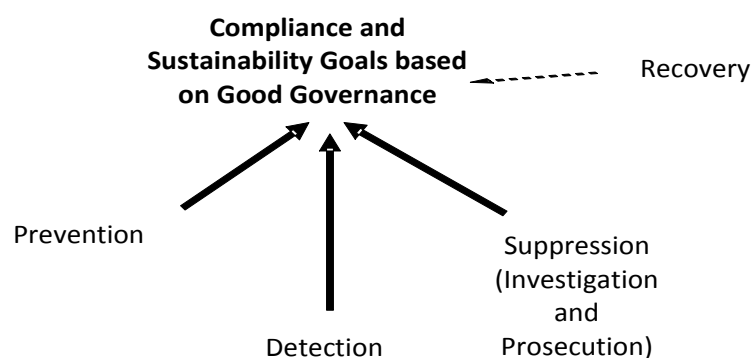 Compliance and
Sustainability Goals based
on Good Governance
Recovery
Prevention
Suppression
(Investigation
and
Prosecution)
Detection